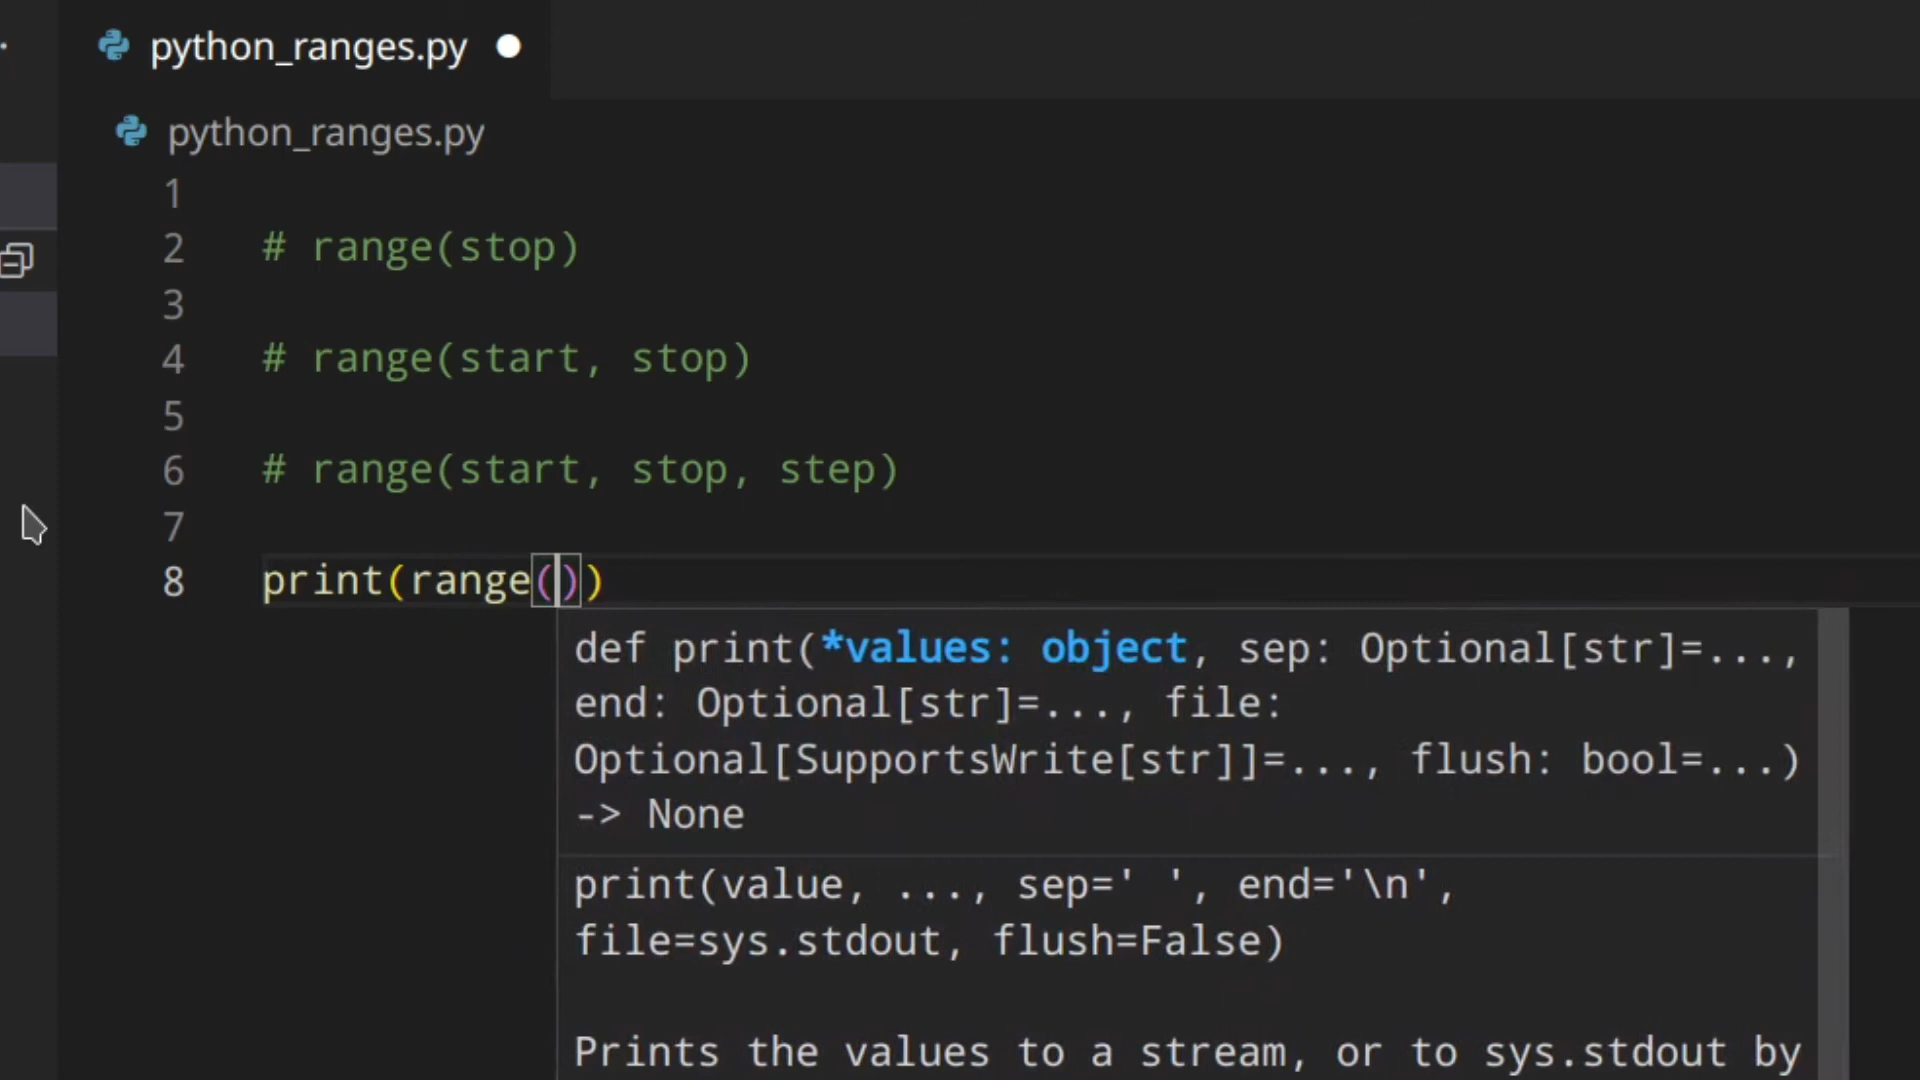 python_ranges.py
python_ranges.py
1
2 # range(stop)
3
4 # range(start, stop)
5
6 # range(start, stop, step)
7
8 print(range())
def print(*values: object, sep: Optional[str]=...,
end: Optional[str]=..., file:
Optional[SupportsWrite[str]]=..., flush: bool=...)
-> None
print(value, ..., sep=' ', end='\n',
file=sys.stdout, flush=False)
Prints the values to a stream, or to sys.stdout by